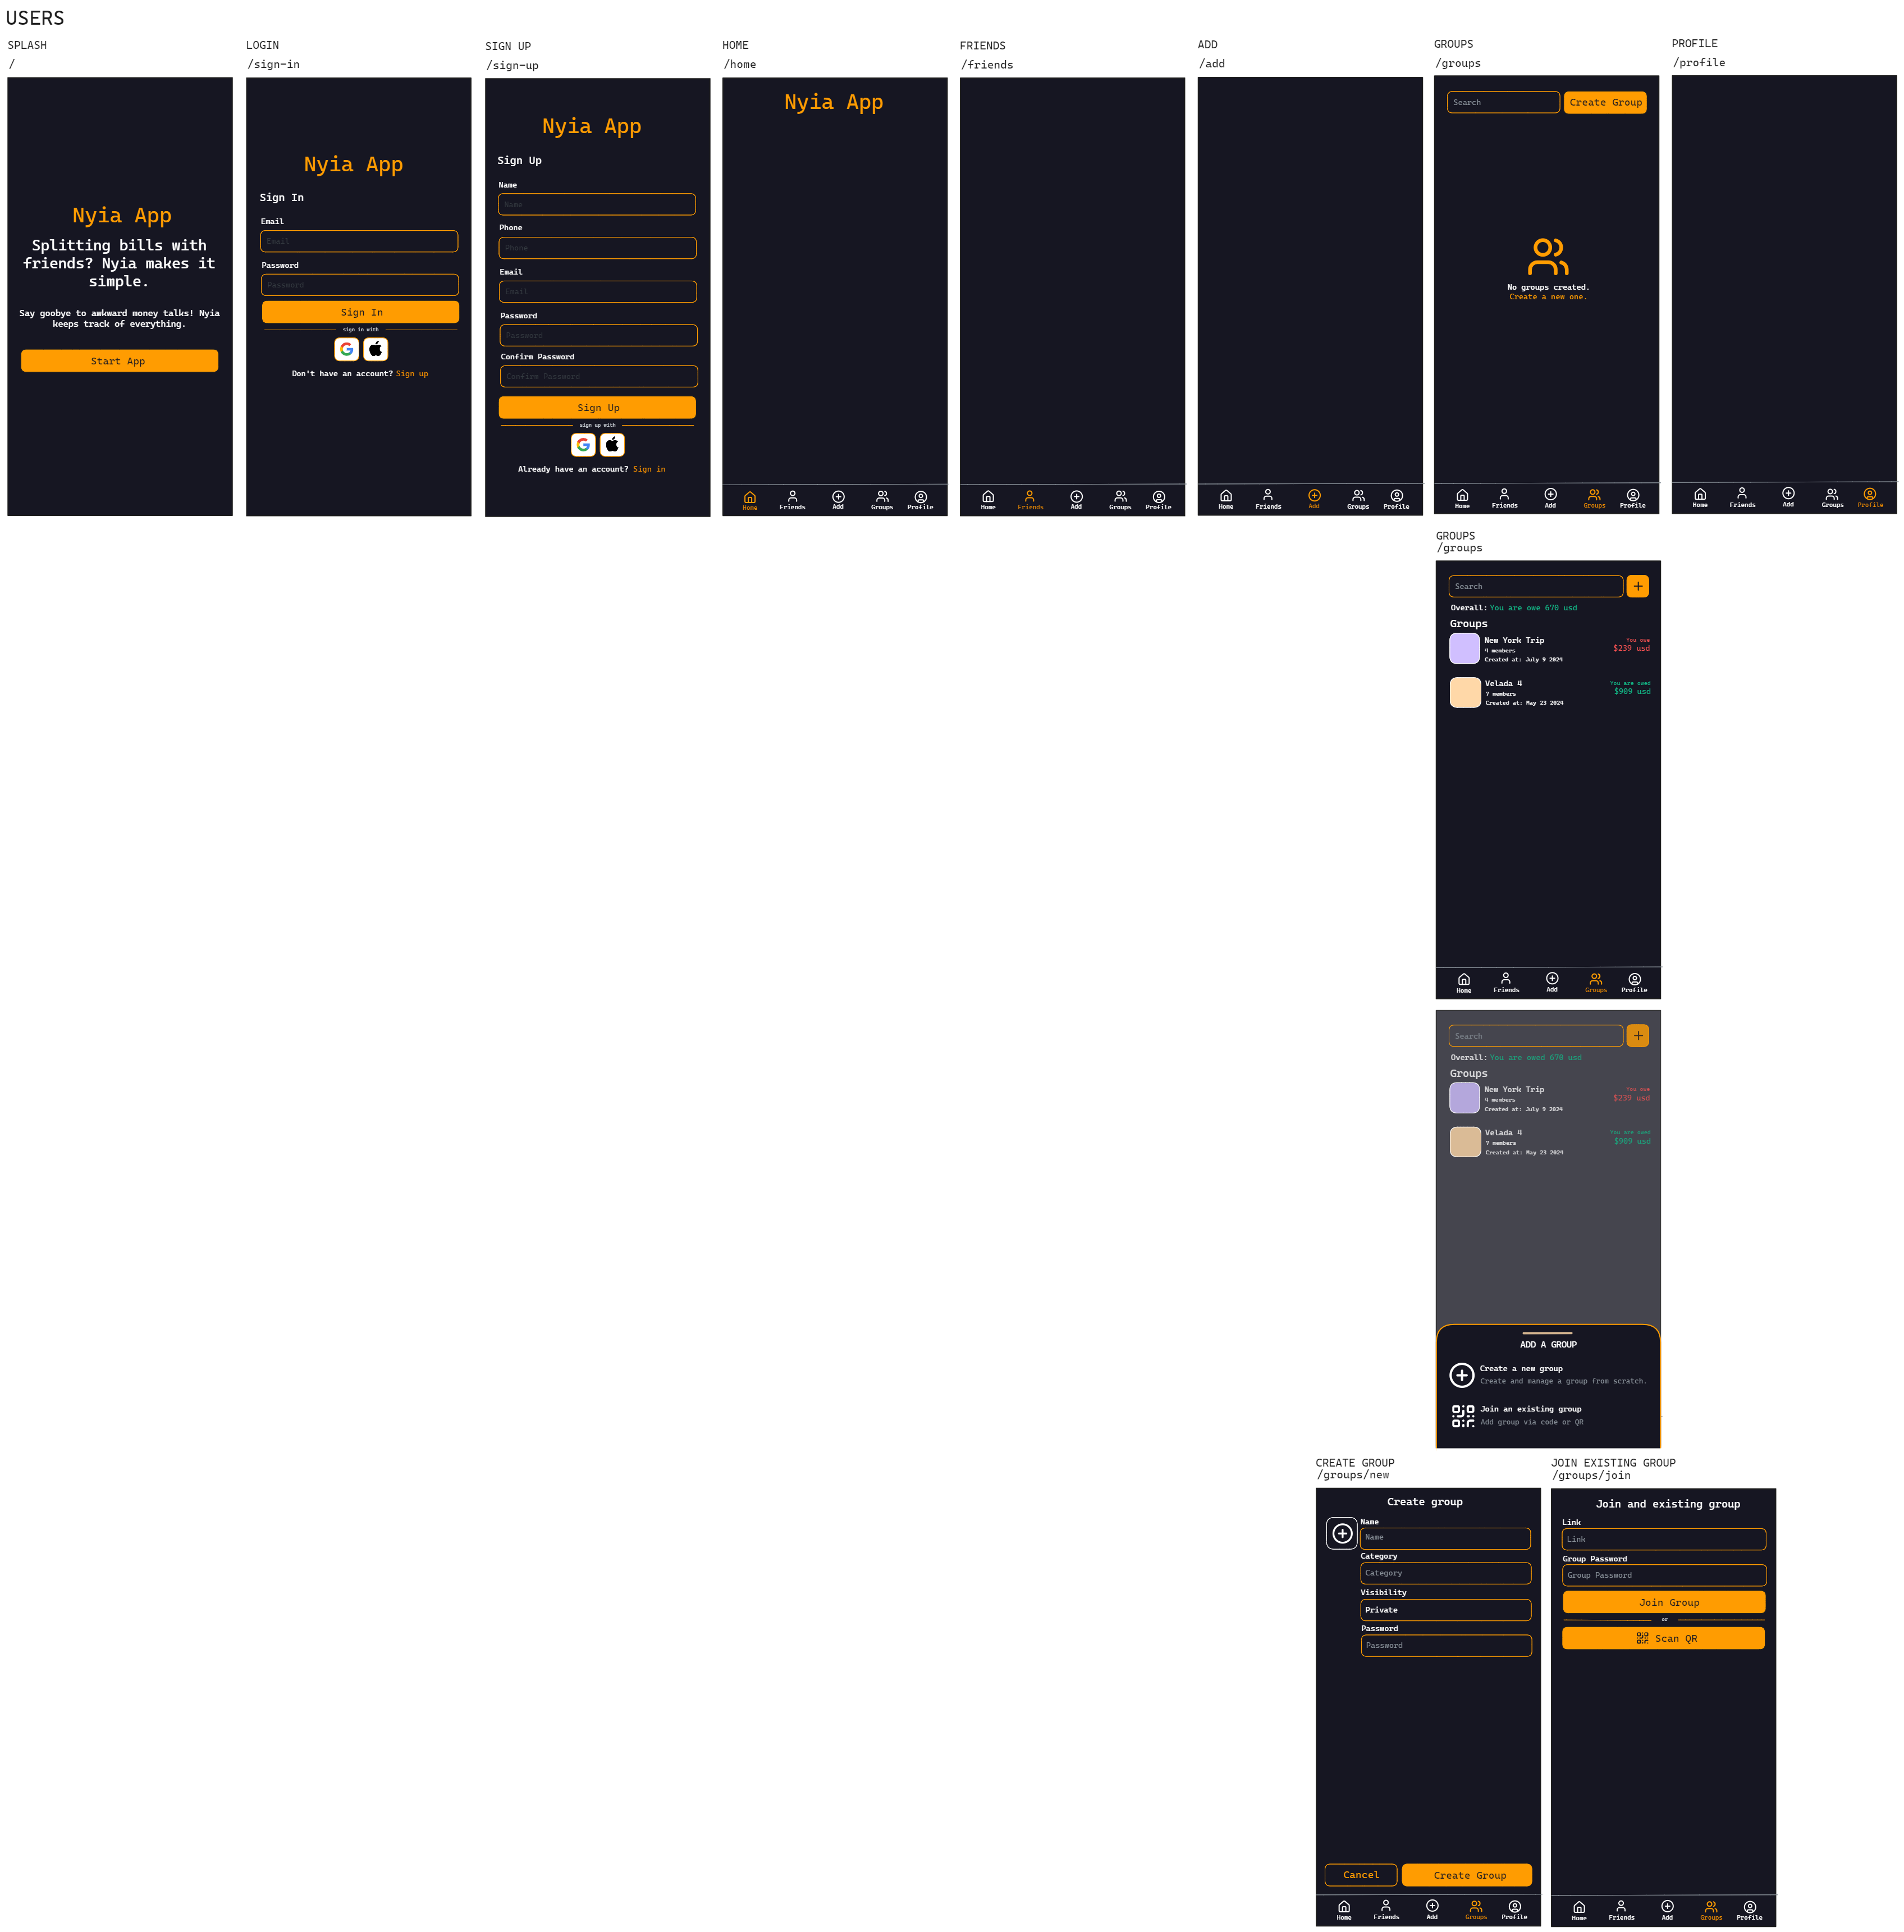 USERS
SPLASH
/
Nyia App
Splitting bills with
friends? Nyia makes it
simple.
Say goobye to awkward money talks! Nyia
keeps track of everything.
Start App
LOGIN
/sign-in
Nyia App
Sign In
Email
Email
Password
Password
Sign In
sign in with
Don't have an account? Sign up
SIGN UP
/sign-up
Nyia App
Sign Up
Name
Name
Phone
Phone
Email
Email
Password
Password
Confirm Password
Confirm Password
Sign Up
sign up with
Already have an account? Sign in
HOME
/home
Nyia App
Home Friends Add Groups Profile
FRIENDS
/friends
Home Friends Add Groups Profile
ADD
/add
Home Friends Add Groups Profile
GROUPS
/groups
Search Create Group
No groups created.
Create a new one.
Home Friends Add Groups Profile
PROFILE
/profile
Home Friends Add Groups Profile
GROUPS
/groups
Search
Overall: You are owe 670 usd
Groups
New York Trip
4 members
Created at: July 9 2024
You owe
$239 usd
Velada 4
7 members
Created at: May 23 2024
You are owed
$909 usd
Home Friends Add Groups Profile
Search
Overall: You are owed 670 usd
Groups
New York Trip
4 members
Created at: July 9 2024
You owe
$239 usd
Velada 4
7 members
Created at: May 23 2024
You are owed
$909 usd
ADD A GROUP
Create a new group
Create and manage a group from scratch.
Join an existing group
Add group via code or QR
CREATE GROUP
/groups/new
Create group
Name
Name
Category
Category
Visibility
Private
Password
Password
Cancel Create Group
Home Friends Add Groups Profile
JOIN EXISTING GROUP
/groups/join
Join and existing group
Link
Link
Group Password
Group Password
Join Group
or
Scan QR
Home Friends Add Groups Profile